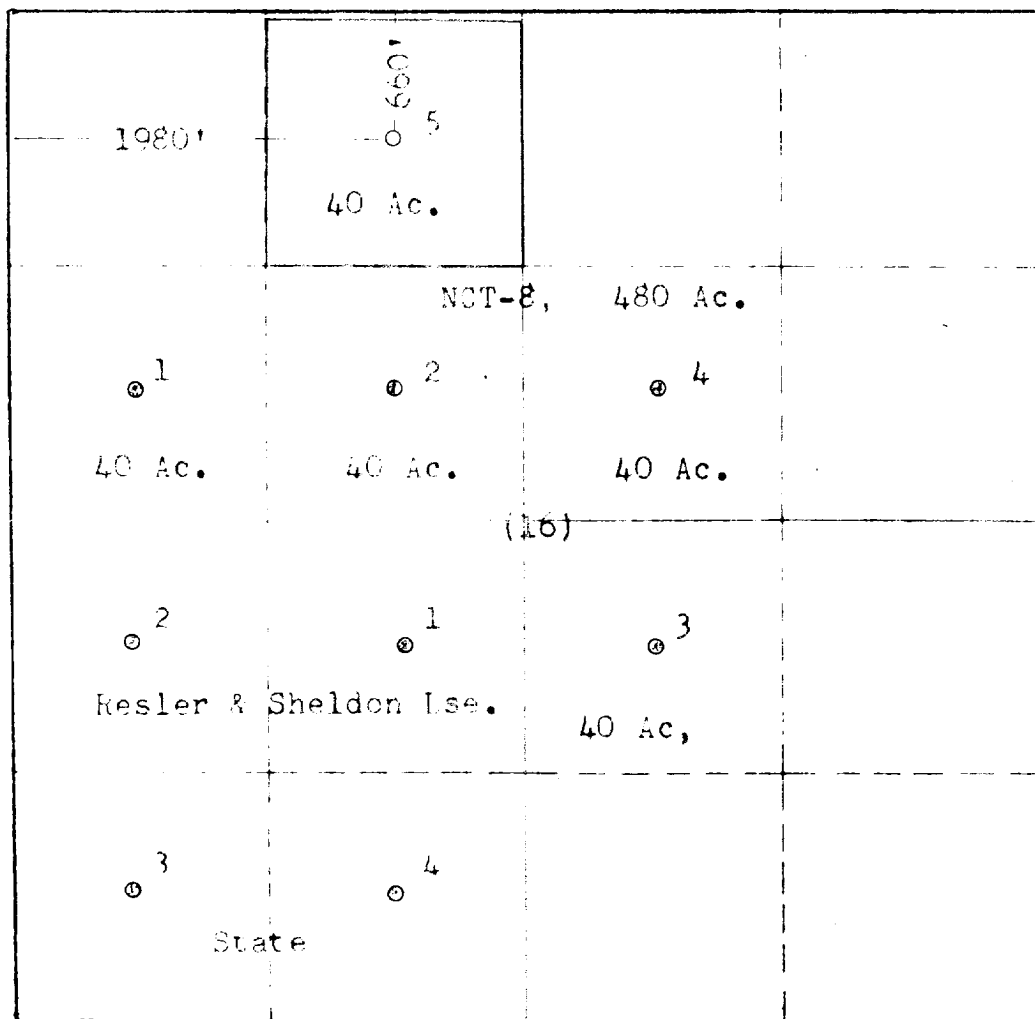 660'
1980' 5
40 Ac.
NCT-8, 480 Ac.
1 2 4
40 Ac. 40 Ac. 40 Ac.
(16)
2 1 3
Resler & Sheldon Lse.
40 Ac,
3 4
State